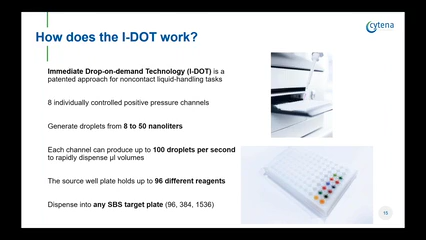 cytena
How does the I-DOT work?
Immediate Drop-on-demand Technology (I-DOT) is a
patented approach for noncontact liquid-handling tasks
8 individually controlled positive pressure channels
Generate droplets from 8 to 50 nanoliters
Each channel can produce up to 100 droplets per second
to rapidly dispense µl volumes
The source well plate holds up to 96 different reagents
Dispense into any SBS target plate (96, 384, 1536)
15